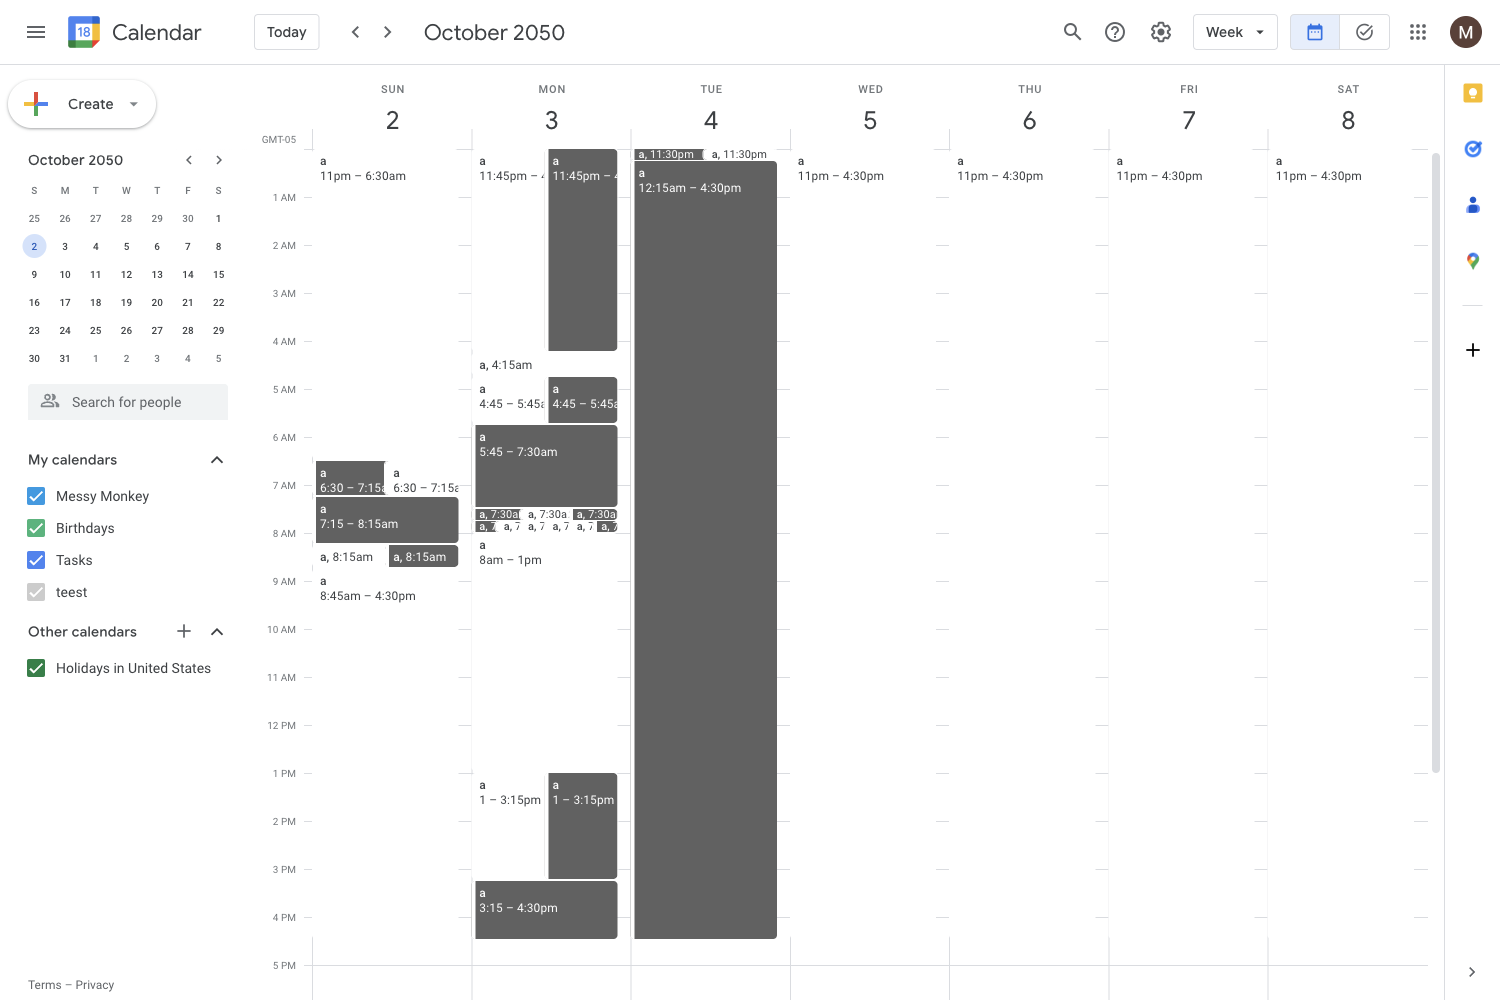 18 Calendar
Today
October 2050
Week
M
Create
October 2050
S M T W T F S
25 26 27 28 29 30 1
2 3 4 5 6 7 8
9 10 11 12 13 14 15
16 17 18 19 20 21 22
23 24 25 26 27 28 29
30 31 1 2 3 4 5
Search for people
My calendars
Messy Monkey
Birthdays
Tasks
teest
Other calendars
Holidays in United States
Terms – Privacy
SUN MON TUE WED THU FRI SAT
2 3 4 5 6 7 8
GMT-05
1 AM
2 AM
3 AM
4 AM
5 AM
6 AM
7 AM
8 AM
9 AM
10 AM
11 AM
12 PM
1 PM
2 PM
3 PM
4 PM
5 PM
a
11pm – 6:30am
a
6:30 – 7:15a
a
6:30 – 7:15a
a
7:15 – 8:15am
a, 8:15am
a, 8:15am
a
8:45am – 4:30pm
a
11:45pm – 4
a
11:45pm – 4
a, 4:15am
a
4:45 – 5:45a
a
4:45 – 5:45a
a
5:45 – 7:30am
a, 7:30a
a, 7:30a
a, 7:30a
a, 7
a, 7
a, 7
a, 7
a, 7
a, 7
a
8am – 1pm
a
1 – 3:15pm
a
1 – 3:15pm
a
3:15 – 4:30pm
a, 11:30pm
a, 11:30pm
a
12:15am – 4:30pm
a
11pm – 4:30pm
a
11pm – 4:30pm
a
11pm – 4:30pm
a
11pm – 4:30pm